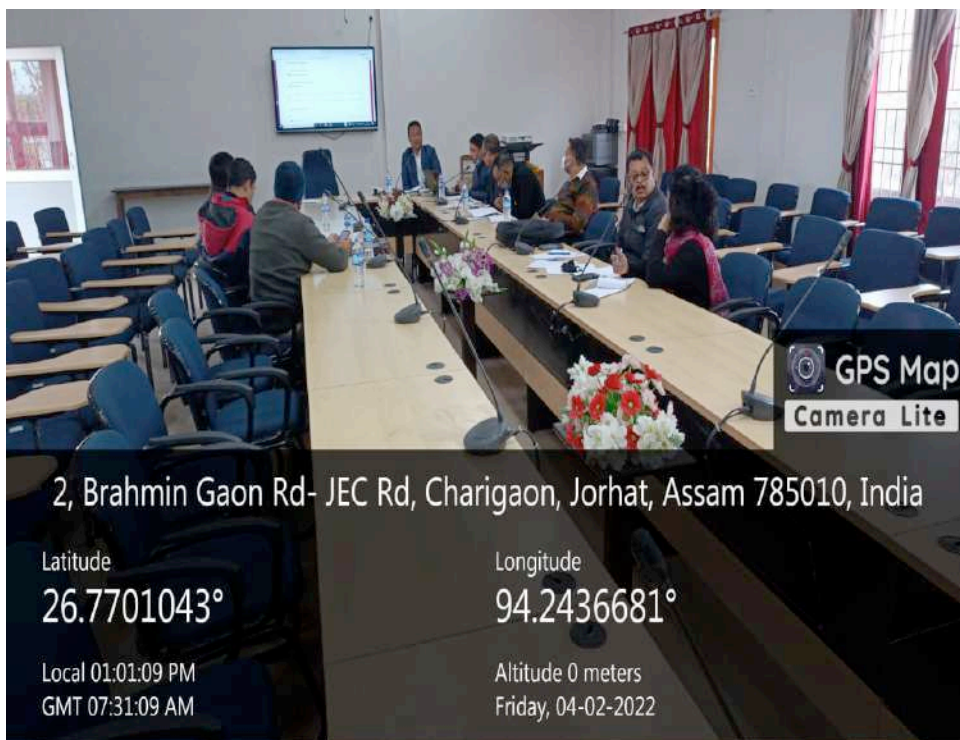 GPS Map
Camera Lite
2, Brahmin Gaon Rd- JEC Rd, Charigaon, Jorhat, Assam 785010, India
Latitude
26.7701043°
Longitude
94.2436681°
Local 01:01:09 PM
GMT 07:31:09 AM
Altitude 0 meters
Friday, 04-02-2022